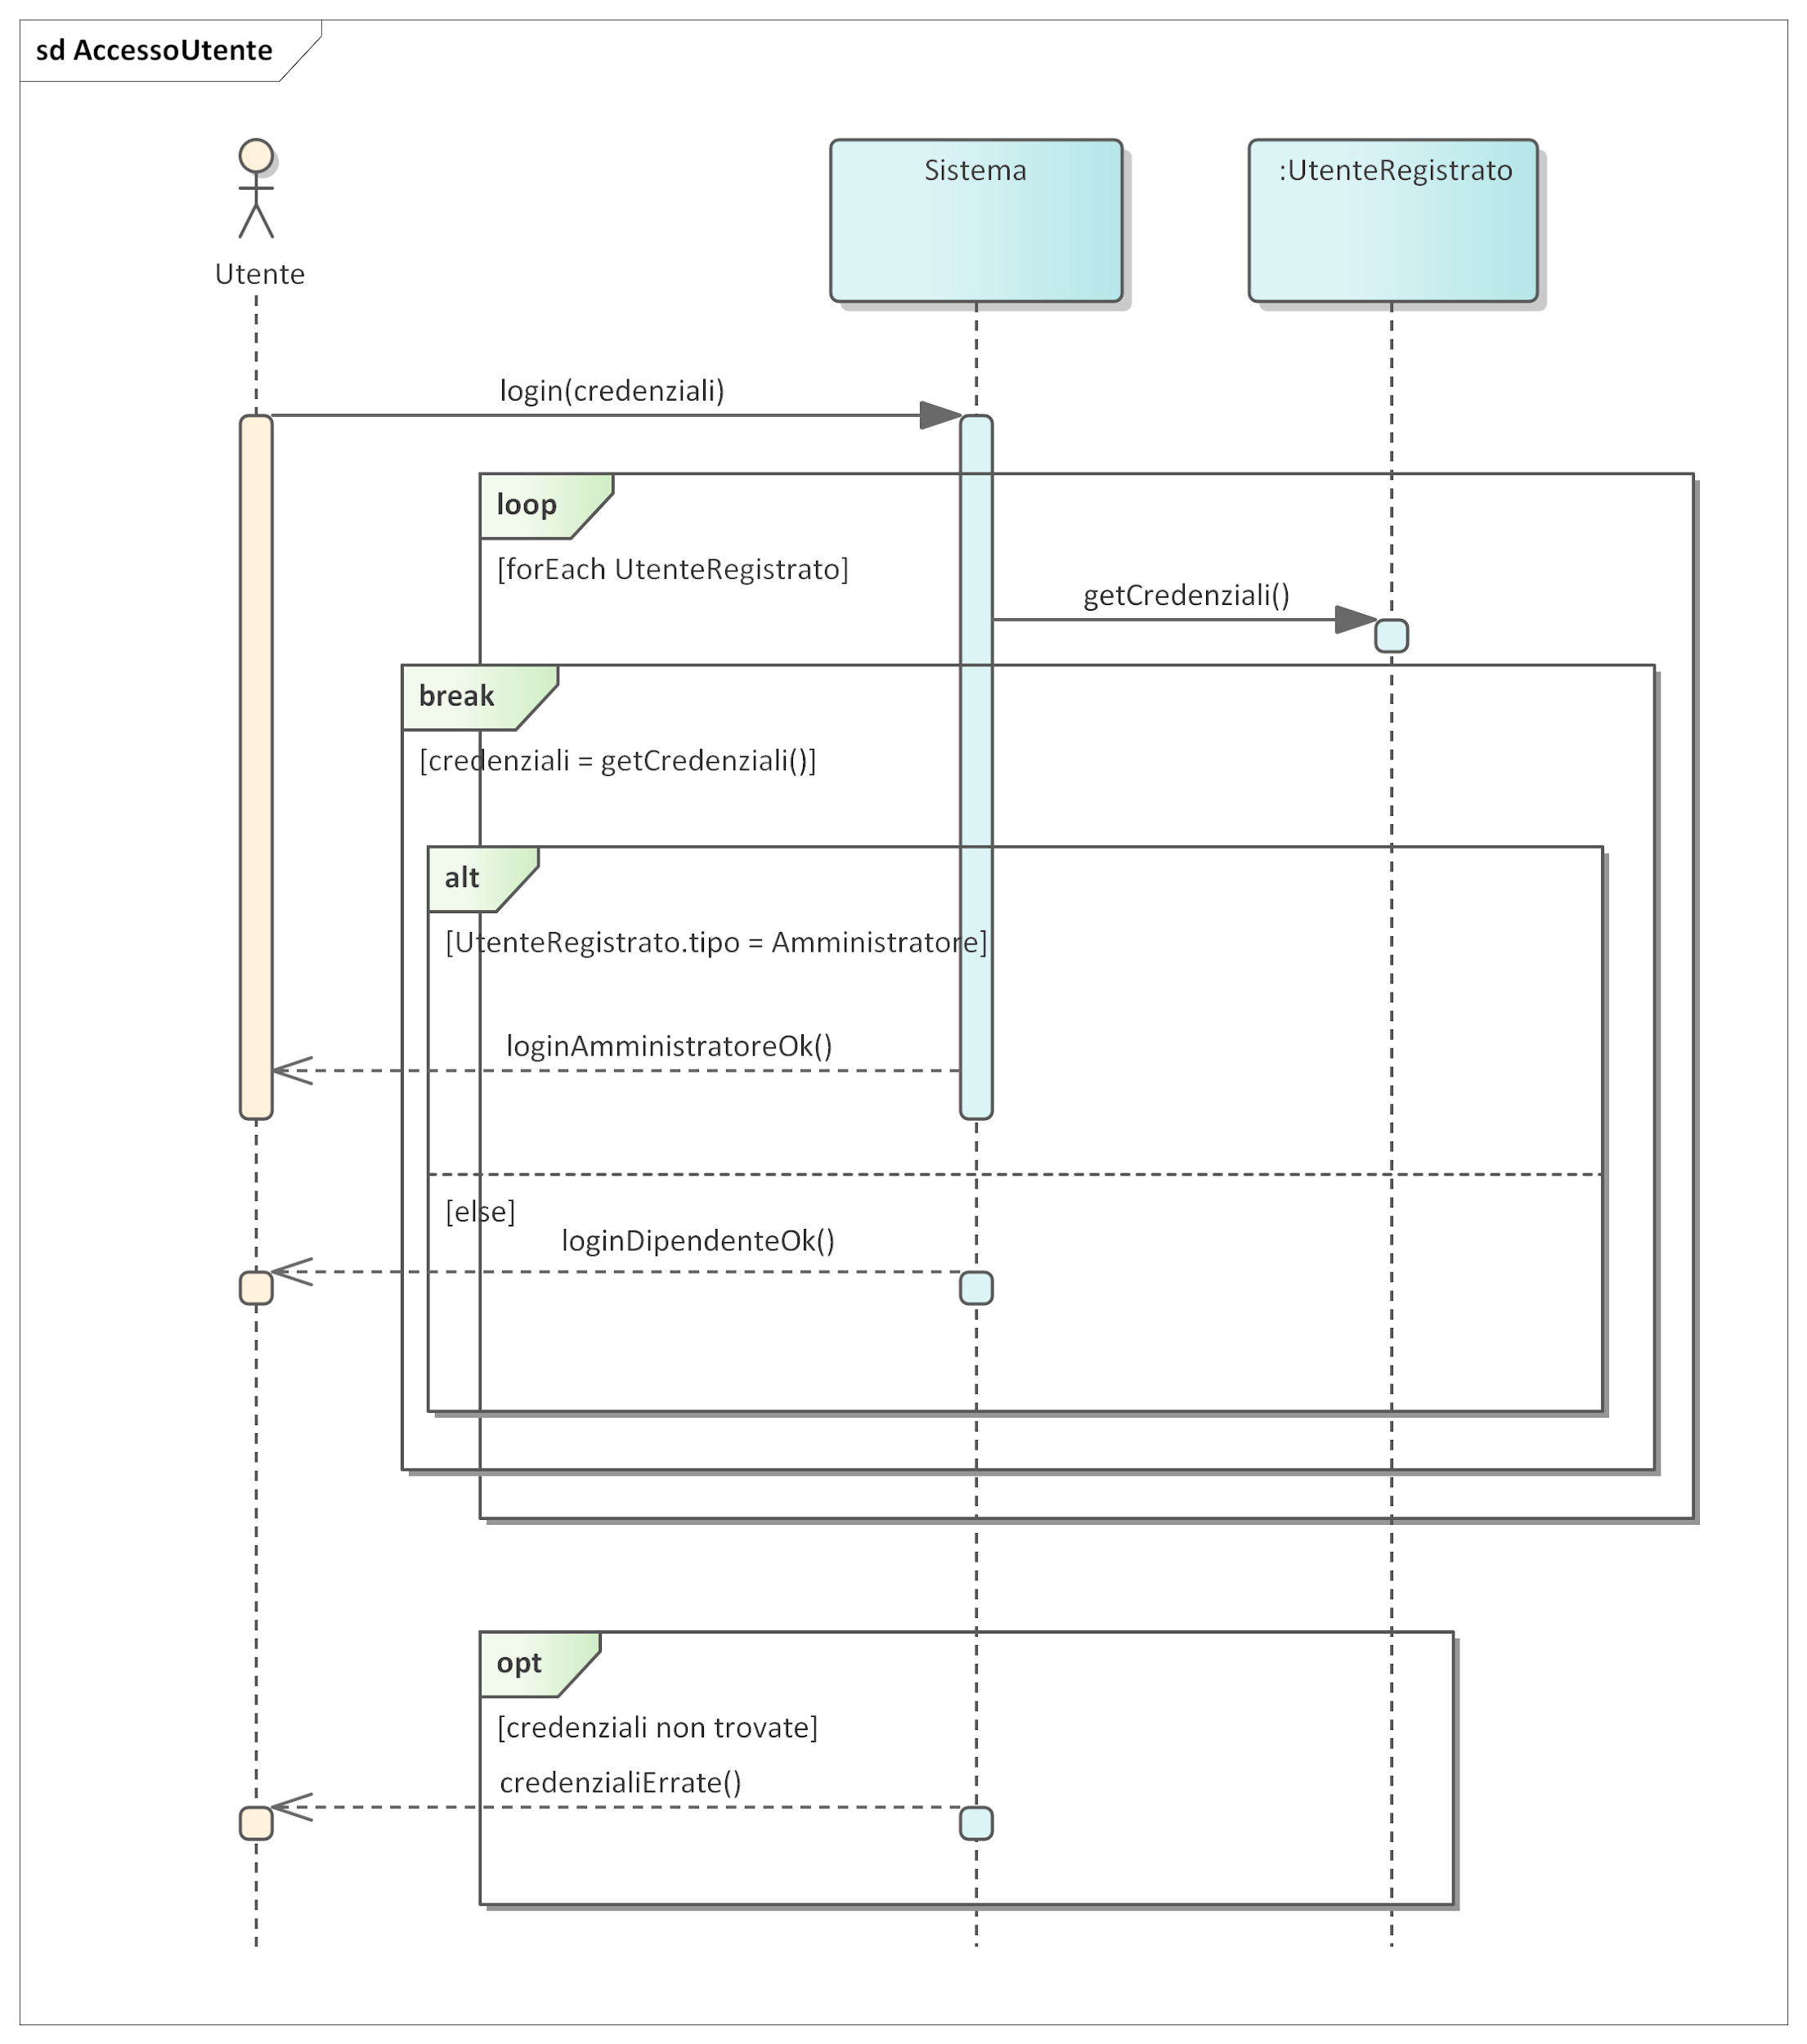 sd AccessoUtente
Utente
Sistema
:UtenteRegistrato
login(credenziali)
loop
[forEach UtenteRegistrato]
getCredenziali()
break
[credenziali = getCredenziali()]
alt
[UtenteRegistrato.tipo = Amministratore]
loginAmministratoreOk()
[else]
loginDipendenteOk()
opt
[credenziali non trovate]
credenzialiErrate()